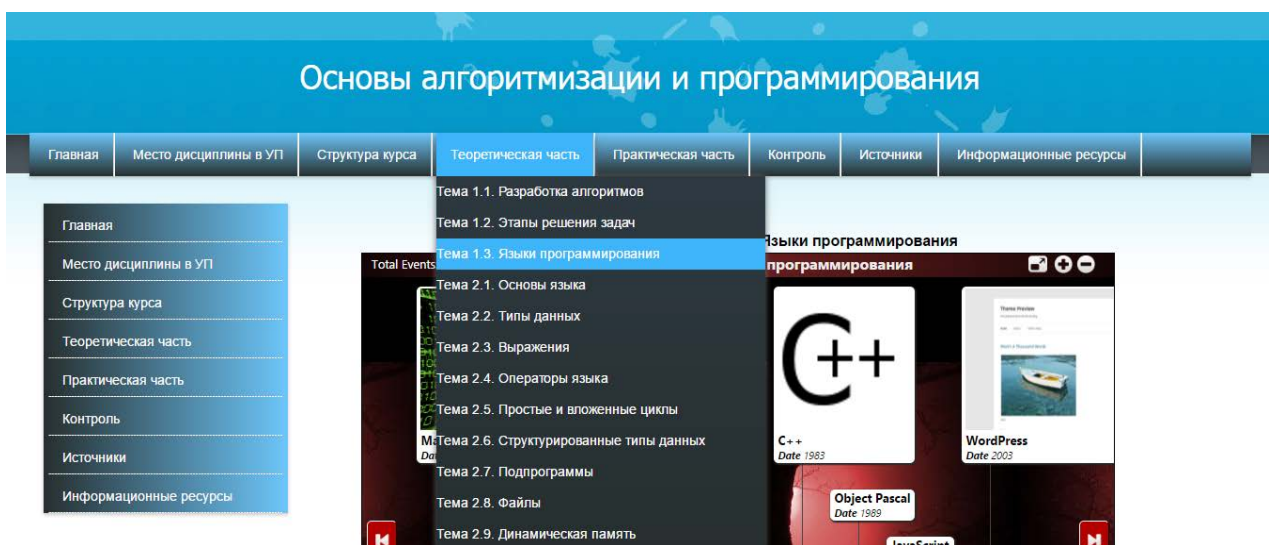 Основы алгоритмизации и программирования
Главная Место дисциплины в УП Структура курса Теоретическая часть Практическая часть Контроль Источники Информационные ресурсы
Тема 1.1. Разработка алгоритмов
Тема 1.2. Этапы решения задач
Тема 1.3. Языки программирования
Тема 2.1. Основы языка
Тема 2.2. Типы данных
Тема 2.3. Выражения
Тема 2.4. Операторы языка
Тема 2.5. Простые и вложенные циклы
Тема 2.6. Структурированные типы данных
Тема 2.7. Подпрограммы
Тема 2.8. Файлы
Тема 2.9. Динамическая память
Главная
Место дисциплины в УП
Структура курса
Теоретическая часть
Практическая часть
Контроль
Источники
Информационные ресурсы
Языки программирования
Total Events
программирования
C++
C++
Date 1983
Theme Preview
WordPress
Date 2003
Object Pascal
Date 1989
JavaScript